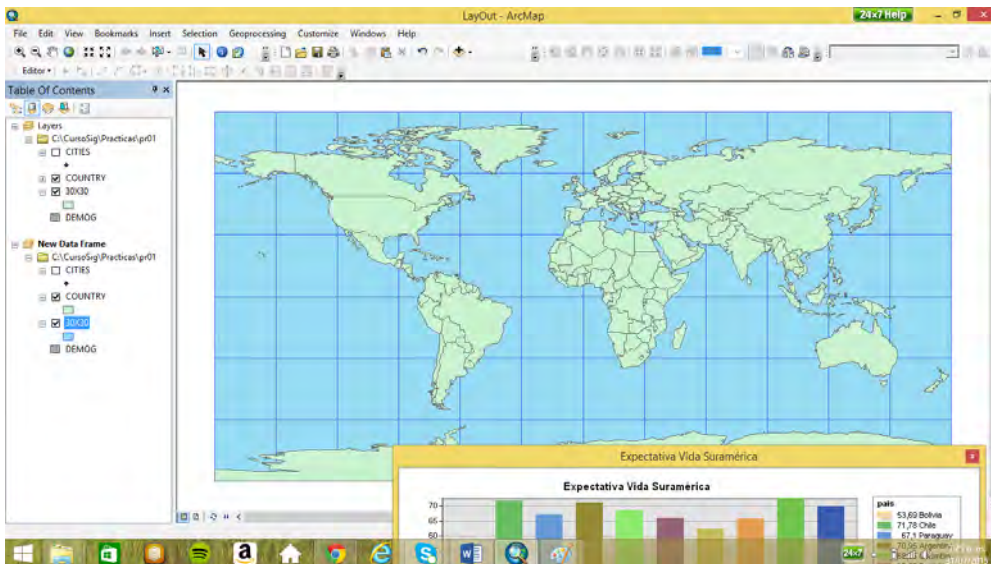 LayOut - ArcMap
24x7 Help
File Edit View Bookmarks Insert Selection Geoprocessing Customize Windows Help
Editor
Table Of Contents
Layers
C:\CursoSig\Practicas\pr01
CITIES
COUNTRY
30X30
DEMOG
New Data Frame
C:\CursoSig\Practicas\pr01
CITIES
COUNTRY
30X30
DEMOG
Expectativa Vida Suramérica
Expectativa Vida Suramérica
70
65
60
país
53,69 Bolivia
71,78 Chile
67,1 Paraguay
24x7